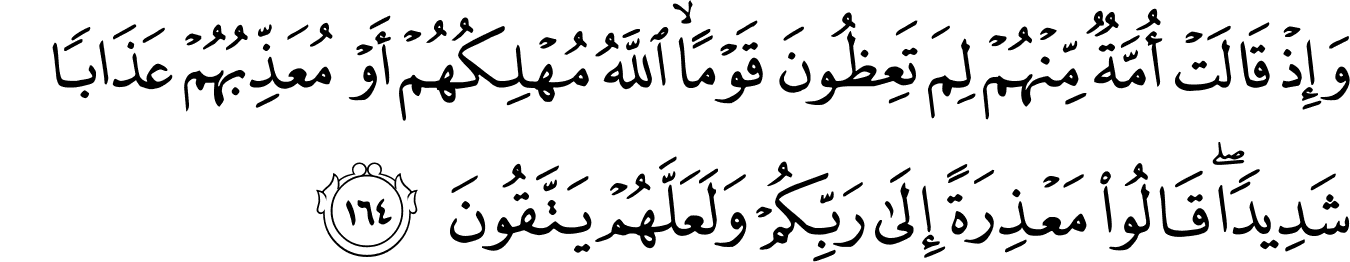 وَإِذۡ قَالَتۡ أُمَّةٞ مِّنۡهُمۡ لِمَ تَعِظُونَ قَوۡمًا ۙ ٱللَّهُ مُهۡلِكُهُمۡ أَوۡ مُعَذِّبُهُمۡ عَذَابٗا
شَدِيدٗاۖ قَالُواْ مَعۡذِرَةً إِلَىٰ رَبِّكُمۡ وَلَعَلَّهُمۡ يَتَّقُونَ ١٦٤